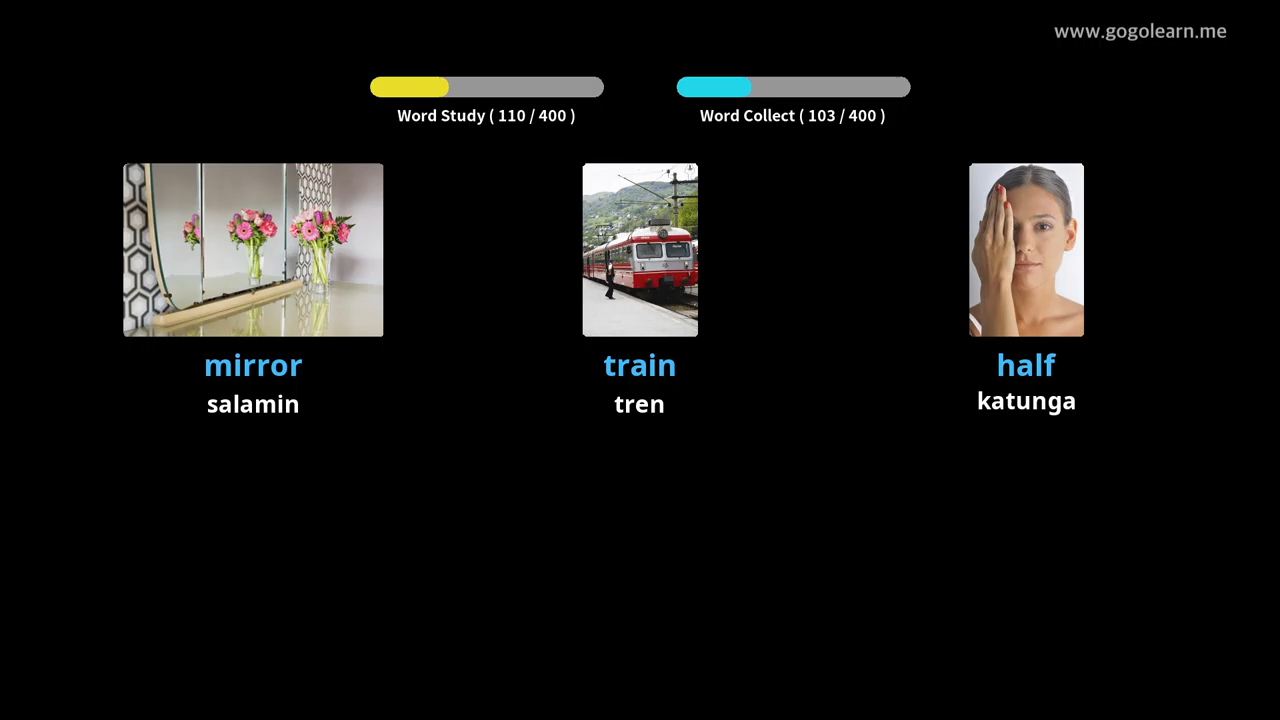 www.gogolearn.me
Word Study ( 110 / 400 )
Word Collect ( 103 / 400 )
mirror
salamin
train
tren
half
katunga